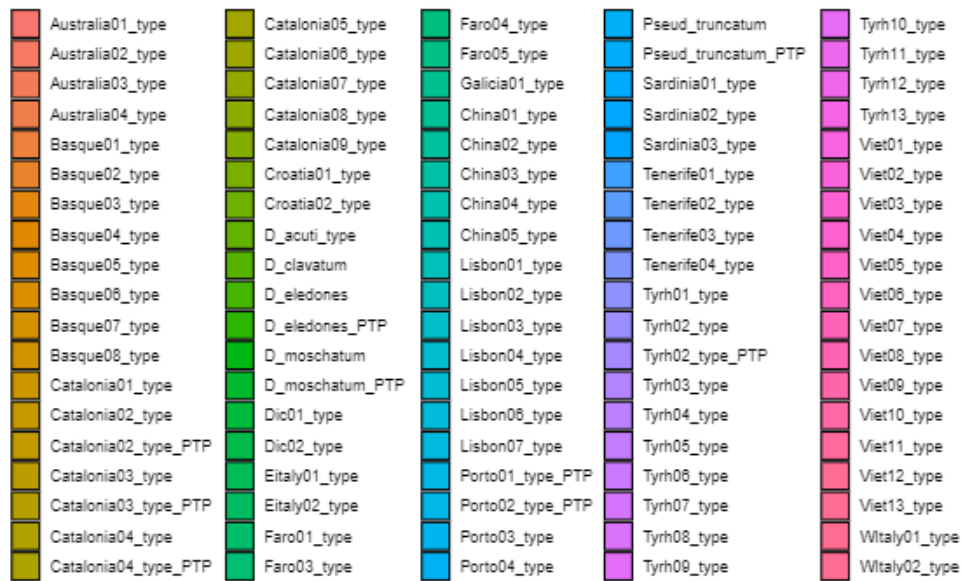 Australia01_type
Australia02_type
Australia03_type
Australia04_type
Basque01_type
Basque02_type
Basque03_type
Basque04_type
Basque05_type
Basque06_type
Basque07_type
Basque08_type
Catalonia01_type
Catalonia02_type
Catalonia02_type_PTP
Catalonia03_type
Catalonia03_type_PTP
Catalonia04_type
Catalonia04_type_PTP
Catalonia05_type
Catalonia06_type
Catalonia07_type
Catalonia08_type
Catalonia09_type
Croatia01_type
Croatia02_type
D_acuti_type
D_clavatum
D_eledones
D_eledones_PTP
D_moschatum
D_moschatum_PTP
Dic01_type
Dic02_type
Eitaly01_type
Eitaly02_type
Faro01_type
Faro03_type
Faro04_type
Faro05_type
Galicia01_type
China01_type
China02_type
China03_type
China04_type
China05_type
Lisbon01_type
Lisbon02_type
Lisbon03_type
Lisbon04_type
Lisbon05_type
Lisbon06_type
Lisbon07_type
Porto01_type_PTP
Porto02_type_PTP
Porto03_type
Porto04_type
Pseud_truncatum
Pseud_truncatum_PTP
Sardinia01_type
Sardinia02_type
Sardinia03_type
Tenerife01_type
Tenerife02_type
Tenerife03_type
Tenerife04_type
Tyrh01_type
Tyrh02_type
Tyrh02_type_PTP
Tyrh03_type
Tyrh04_type
Tyrh05_type
Tyrh06_type
Tyrh07_type
Tyrh08_type
Tyrh09_type
Tyrh10_type
Tyrh11_type
Tyrh12_type
Tyrh13_type
Viet01_type
Viet02_type
Viet03_type
Viet04_type
Viet05_type
Viet06_type
Viet07_type
Viet08_type
Viet09_type
Viet10_type
Viet11_type
Viet12_type
Viet13_type
WItaly01_type
WItaly02_type